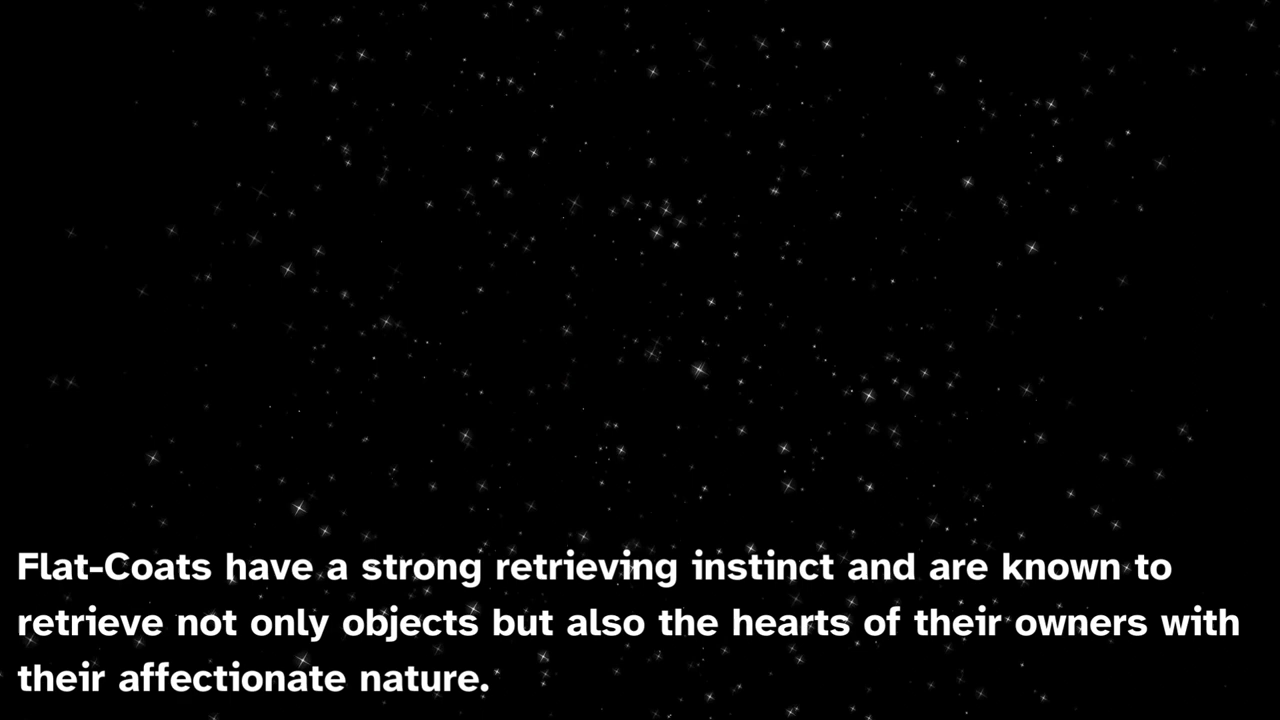 Flat-Coats have a strong retrieving instinct and are known to
retrieve not only objects but also the hearts of their owners with
their affectionate nature.